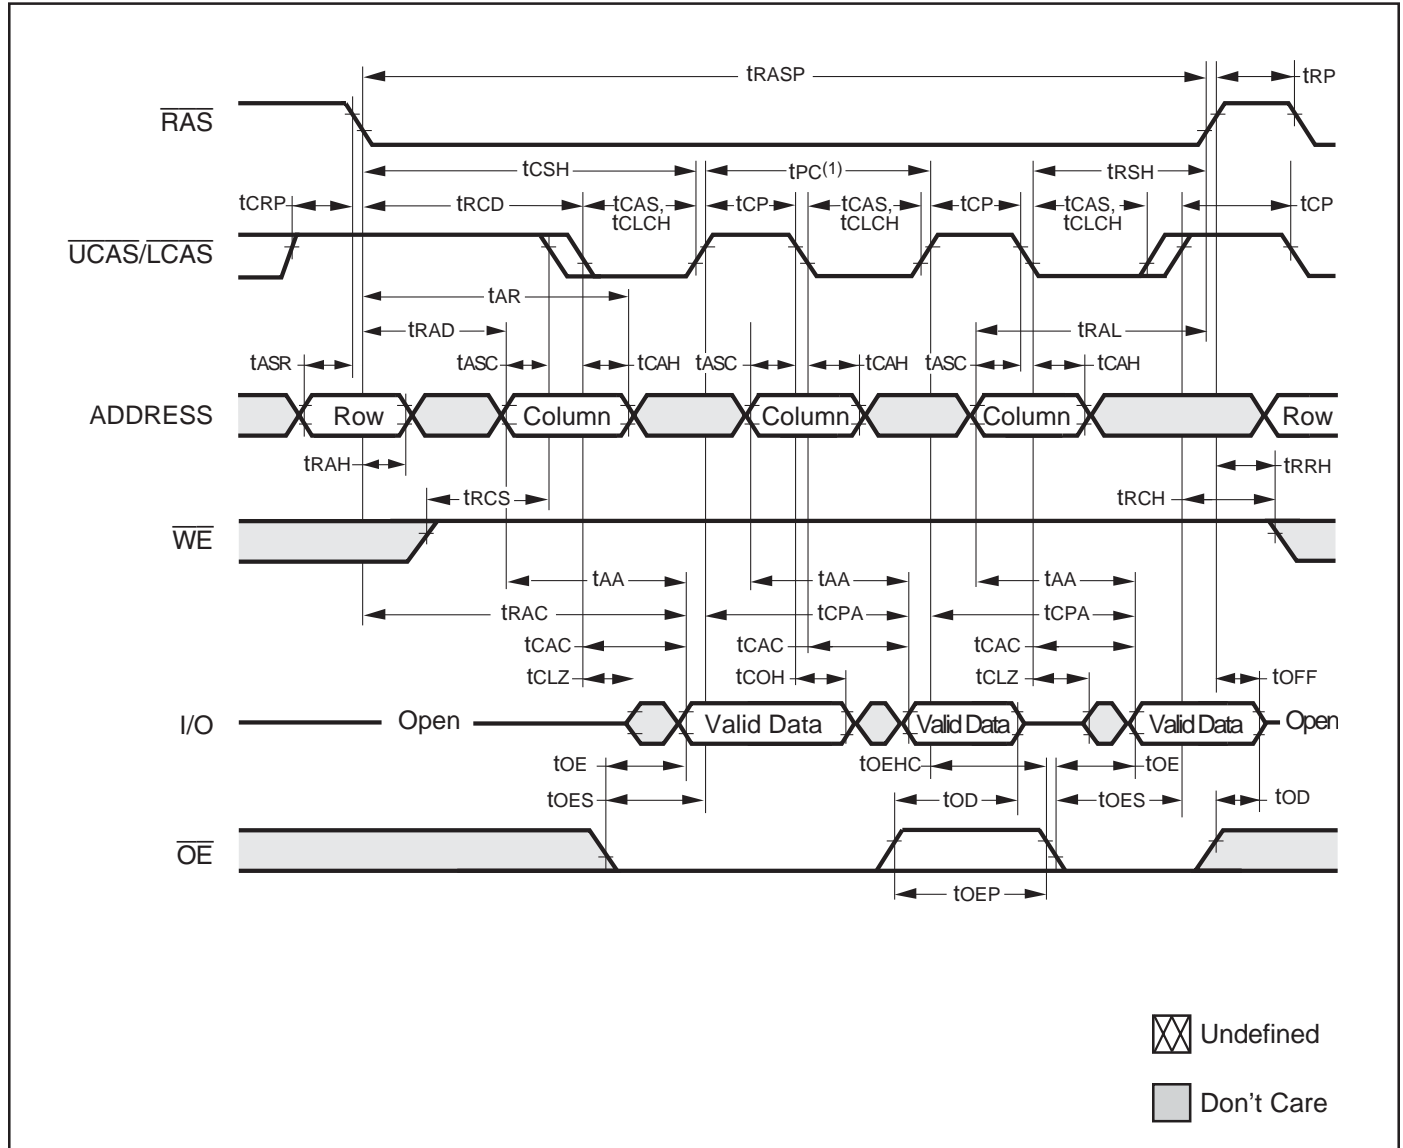 tRASP tRP
RAS
tCSH tPC(1) tRSH
tCRP tRCD tCAS, tCP tCAS, tCP tCAS, tCP
tCLCH tCLCH tCLCH
UCAS/LCAS
tAR
tRAD tRAL
tASR tASC tCAH tASC tCAH tASC tCAH
ADDRESS Row Column Column Column Row
tRAH tRRH
tRCS tRCH
WE
tAA tAA tAA
tRAC tCPA tCPA
tCAC tCAC tCAC
tCLZ tCOH tCLZ tOFF
I/O Open Valid Data Valid Data Valid Data Open
tOE tOEHC tOE
tOES tOD tOES tOD
OE
tOEP
Undefined
Don't Care